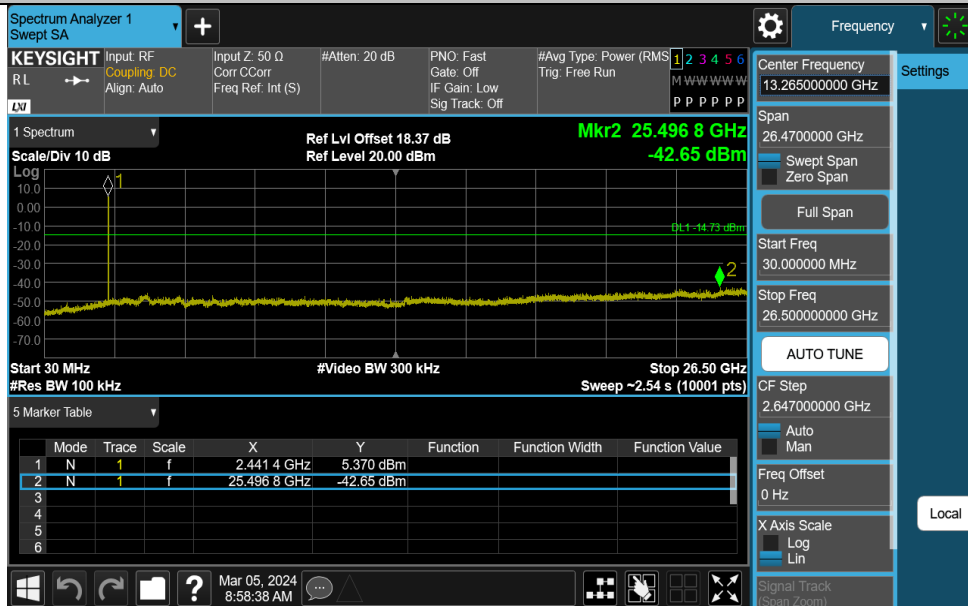 Spectrum Analyzer 1
Swept SA
+
Frequency
KEYSIGHT
RL
LXI
Input: RF
Coupling: DC
Align: Auto
Input Z: 50 Ω
Corr CCorr
Freq Ref: Int (S)
#Atten: 20 dB
PNO: Fast
Gate: Off
IF Gain: Low
Sig Track: Off
#Avg Type: Power (RMS
Trig: Free Run
1 2 3 4 5 6
M W W W W W
P P P P P P
1 Spectrum
Scale/Div 10 dB
Log
Ref Lvl Offset 18.37 dB
Ref Level 20.00 dBm
Mkr2 25.496 8 GHz
-42.65 dBm
10.0
0.00
-10.0
-20.0
-30.0
-40.0
-50.0
-60.0
-70.0
1
DL1 -14.73 dBm
2
Start 30 MHz
#Res BW 100 kHz
#Video BW 300 kHz
Stop 26.50 GHz
Sweep ~2.54 s (10001 pts)
5 Marker Table
Mode Trace Scale X Y Function Function Width Function Value
1 N 1 f 2.441 4 GHz 5.370 dBm
2 N 1 f 25.496 8 GHz -42.65 dBm
3
4
5
6
?
Mar 05, 2024
8:58:38 AM
Center Frequency
13.265000000 GHz
Span
26.4700000 GHz
Swept Span
Zero Span
Full Span
Start Freq
30.000000 MHz
Stop Freq
26.500000000 GHz
AUTO TUNE
CF Step
2.647000000 GHz
Auto
Man
Freq Offset
0 Hz
X Axis Scale
Log
Lin
Signal Track
(Span Zoom)
Settings
Local